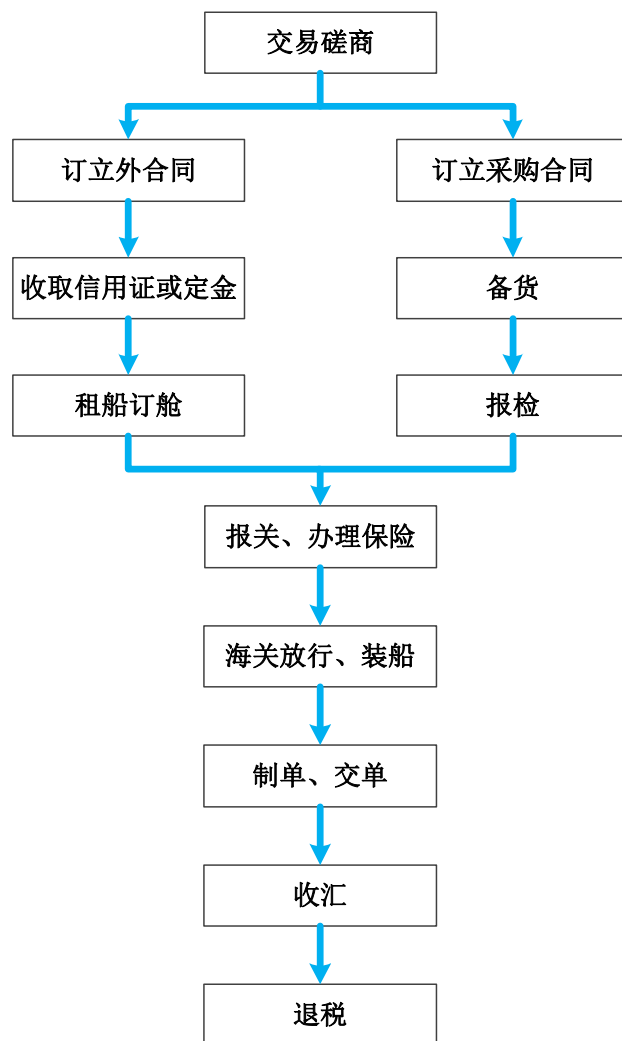 交易磋商
订立外合同
订立采购合同
收取信用证或定金
备货
租船订舱
报检
报关、办理保险
海关放行、装船
制单、交单
收汇
退税